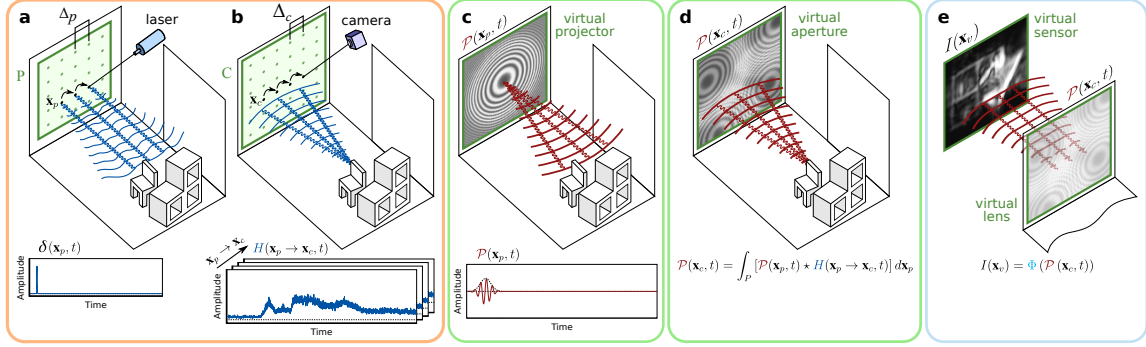 a
Δp
laser
P
xp
δ(xp, t)
Amplitude
Time
b
Δc
camera
C
xc
xp → xc
H(xp → xc, t)
Amplitude
Time
c
P(xp, t)
virtual
projector
P(xp, t)
Amplitude
Time
d
P(xc, t)
virtual
aperture
P(xc, t) = ∫P [P(xp, t) ⋆ H(xp → xc, t)] dxp
e
I(xv)
virtual
sensor
P(xc, t)
virtual
lens
I(xv) = Φ (P (xc, t))